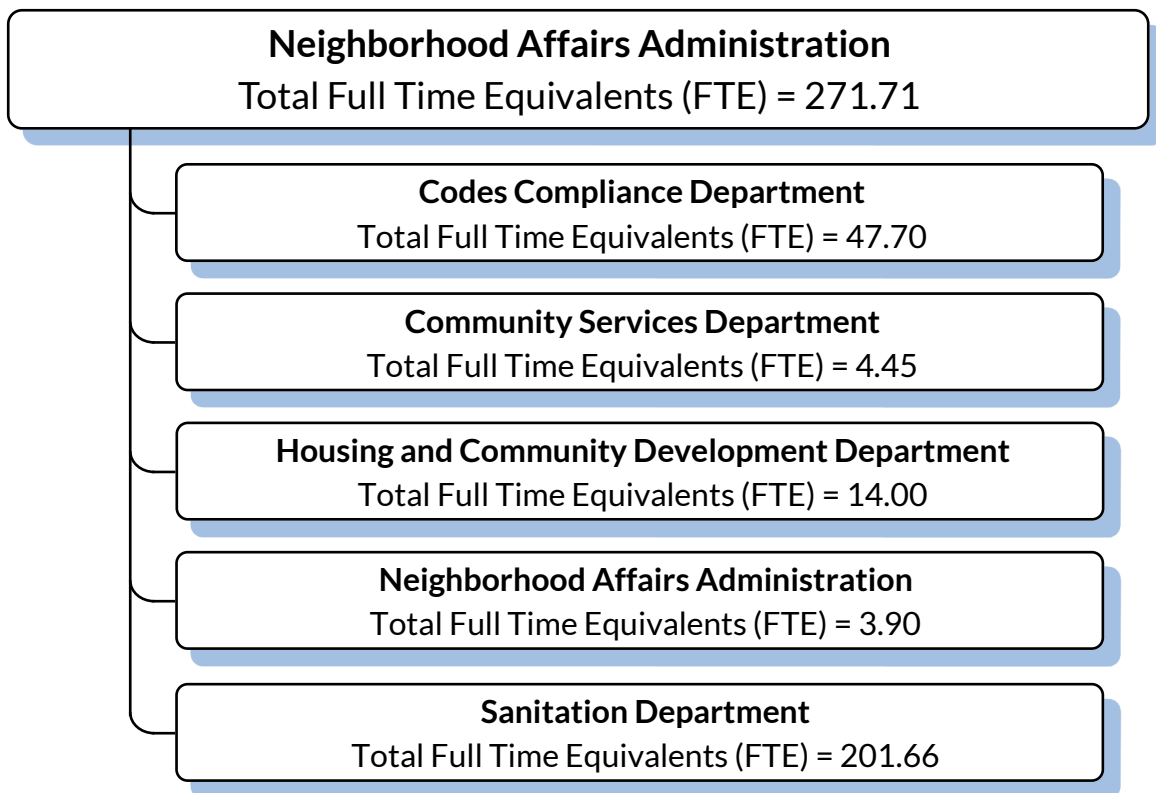 Neighborhood Affairs Administration
Total Full Time Equivalents (FTE) = 271.71
Codes Compliance Department
Total Full Time Equivalents (FTE) = 47.70
Community Services Department
Total Full Time Equivalents (FTE) = 4.45
Housing and Community Development Department
Total Full Time Equivalents (FTE) = 14.00
Neighborhood Affairs Administration
Total Full Time Equivalents (FTE) = 3.90
Sanitation Department
Total Full Time Equivalents (FTE) = 201.66